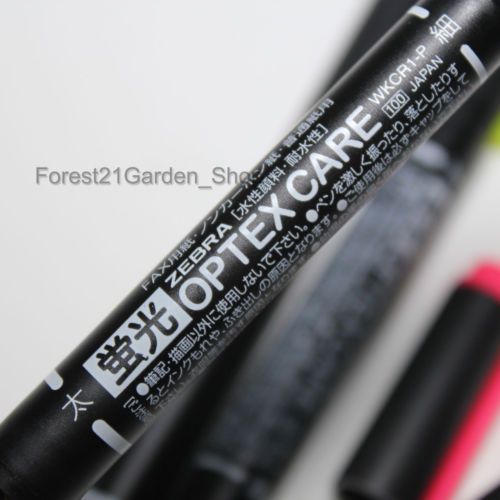 Forest21Garden_Sho
FAX用紙・ノンカーボン紙・普通紙用
ZEBRA [水性顔料・耐水性]
蛍光 OPTEX CARE WKCR1-P
100 JAPAN
太
細
●筆記・描画以外に使用しないで下さい。●ペンを激しく振ったり、落としたりす
るとインクもれや、ふき出しの原因となります。●ご使用後は必ずキャップをして